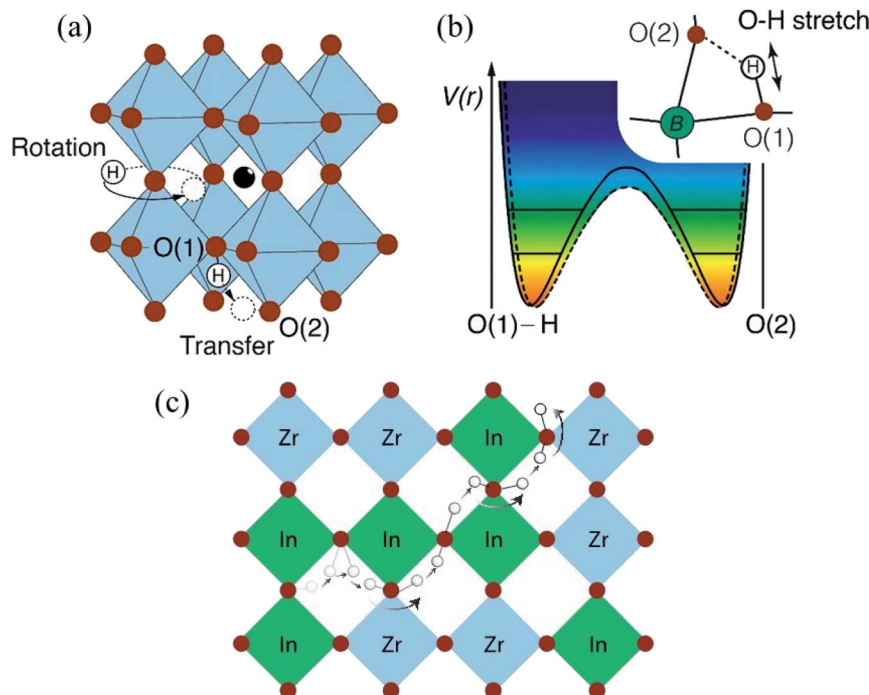 (a)
Rotation
H
O(1)
H
O(2)
Transfer
(b)
V(r)
O(2)
O-H stretch
H
B
O(1)
O(1)–H
O(2)
(c)
Zr Zr In Zr
In In In Zr
In Zr Zr In